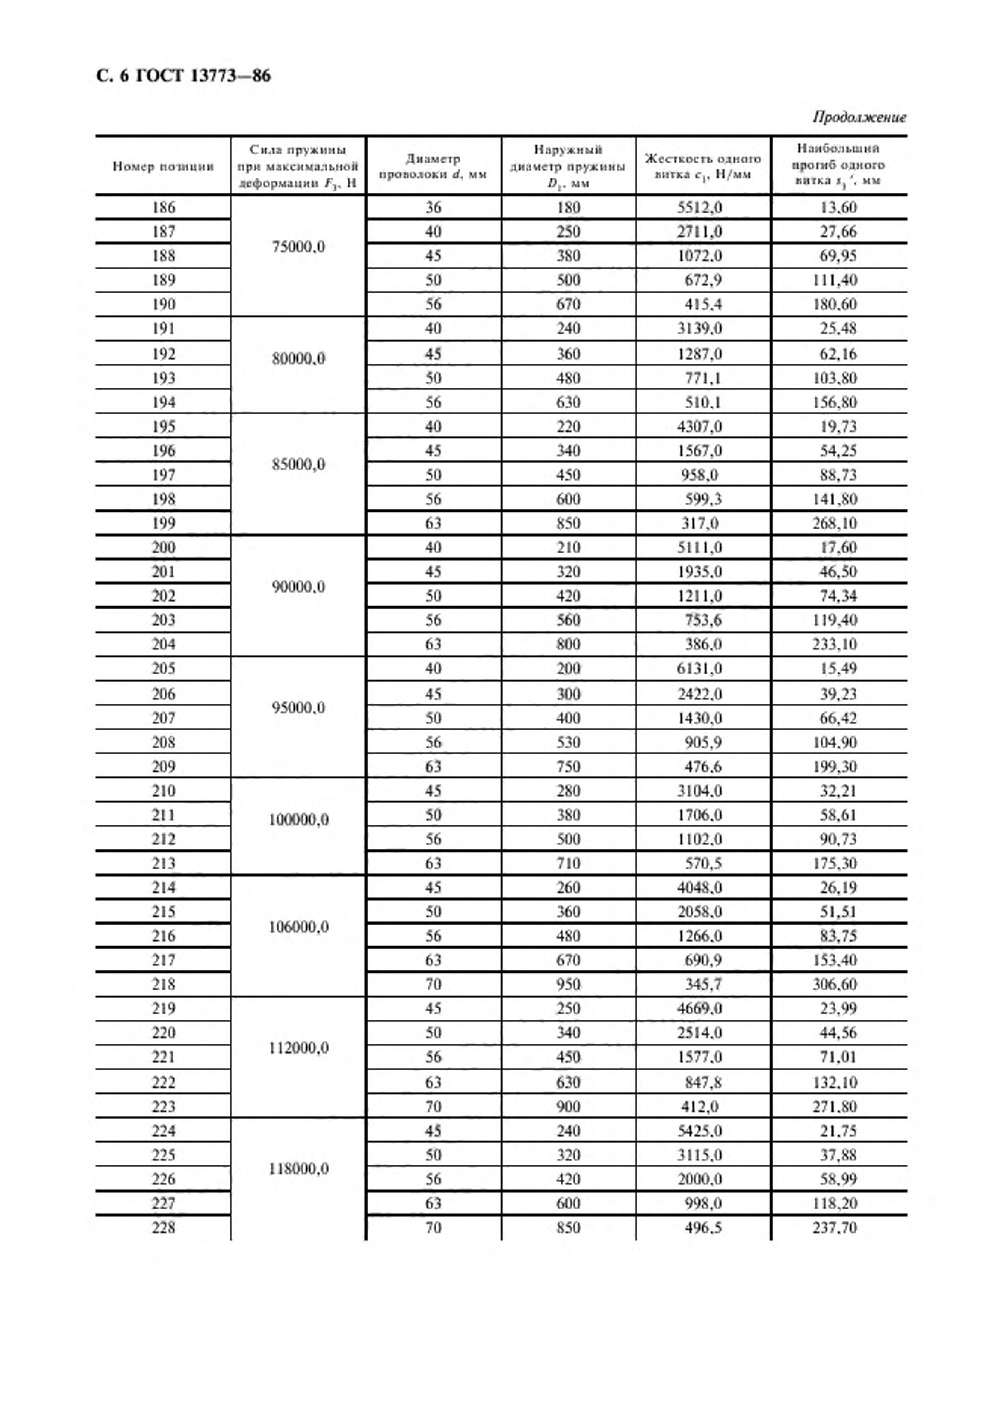 С. 6 ГОСТ 13773—86
Продолжение
Номер позиции | Сила пружины при максимальной деформации F₃, Н | Диаметр проволоки d, мм | Наружный диаметр пружины D₁, мм | Жесткость одного витка c₁, Н/мм | Наибольший прогиб одного витка s₃′, мм
186 | 75000,0 | 36 | 180 | 5512,0 | 13,60
187 | 40 | 250 | 2711,0 | 27,66
188 | 45 | 380 | 1072,0 | 69,95
189 | 50 | 500 | 672,9 | 111,40
190 | 56 | 670 | 415,4 | 180,60
191 | 80000,0 | 40 | 240 | 3139,0 | 25,48
192 | 45 | 360 | 1287,0 | 62,16
193 | 50 | 480 | 771,1 | 103,80
194 | 56 | 630 | 510,1 | 156,80
195 | 85000,0 | 40 | 220 | 4307,0 | 19,73
196 | 45 | 340 | 1567,0 | 54,25
197 | 50 | 450 | 958,0 | 88,73
198 | 56 | 600 | 599,3 | 141,80
199 | 63 | 850 | 317,0 | 268,10
200 | 90000,0 | 40 | 210 | 5111,0 | 17,60
201 | 45 | 320 | 1935,0 | 46,50
202 | 50 | 420 | 1211,0 | 74,34
203 | 56 | 560 | 753,6 | 119,40
204 | 63 | 800 | 386,0 | 233,10
205 | 95000,0 | 40 | 200 | 6131,0 | 15,49
206 | 45 | 300 | 2422,0 | 39,23
207 | 50 | 400 | 1430,0 | 66,42
208 | 56 | 530 | 905,9 | 104,90
209 | 63 | 750 | 476,6 | 199,30
210 | 100000,0 | 45 | 280 | 3104,0 | 32,21
211 | 50 | 380 | 1706,0 | 58,61
212 | 56 | 500 | 1102,0 | 90,73
213 | 63 | 710 | 570,5 | 175,30
214 | 106000,0 | 45 | 260 | 4048,0 | 26,19
215 | 50 | 360 | 2058,0 | 51,51
216 | 56 | 480 | 1266,0 | 83,75
217 | 63 | 670 | 690,9 | 153,40
218 | 70 | 950 | 345,7 | 306,60
219 | 112000,0 | 45 | 250 | 4669,0 | 23,99
220 | 50 | 340 | 2514,0 | 44,56
221 | 56 | 450 | 1577,0 | 71,01
222 | 63 | 630 | 847,8 | 132,10
223 | 70 | 900 | 412,0 | 271,80
224 | 118000,0 | 45 | 240 | 5425,0 | 21,75
225 | 50 | 320 | 3115,0 | 37,88
226 | 56 | 420 | 2000,0 | 58,99
227 | 63 | 600 | 998,0 | 118,20
228 | 70 | 850 | 496,5 | 237,70